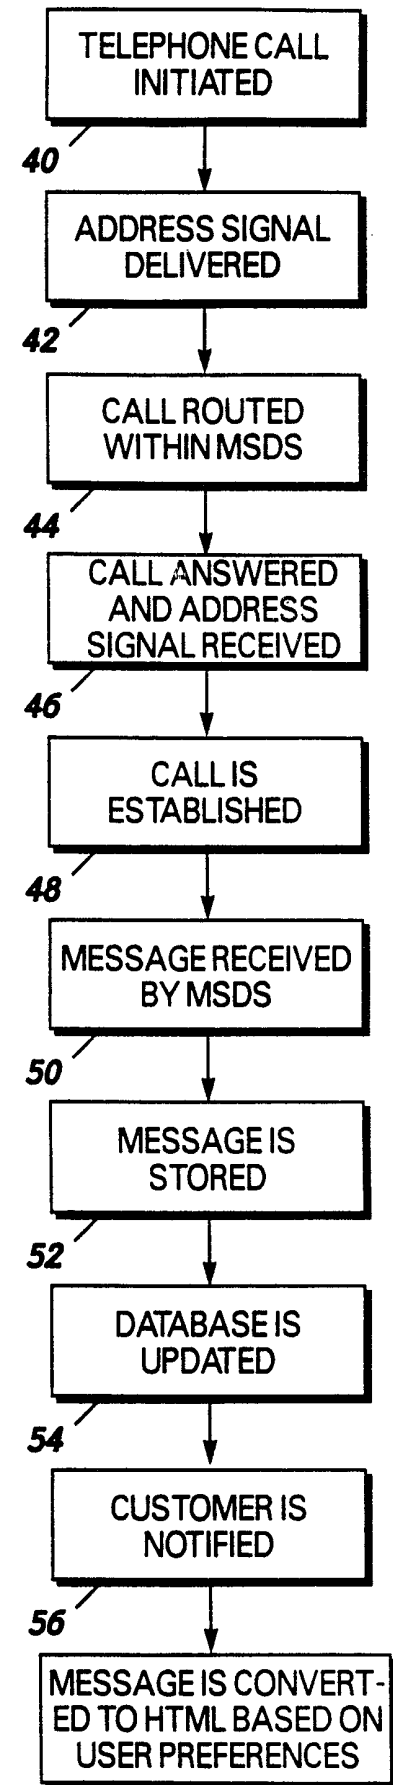 TELEPHONE CALL
INITIATED
40
ADDRESS SIGNAL
DELIVERED
42
CALL ROUTED
WITHIN MSDS
44
CALL ANSWERED
AND ADDRESS
SIGNAL RECEIVED
46
CALL IS
ESTABLISHED
48
MESSAGE RECEIVED
BY MSDS
50
MESSAGE IS
STORED
52
DATABASE IS
UPDATED
54
CUSTOMER IS
NOTIFIED
56
MESSAGE IS CONVERT-
ED TO HTML BASED ON
USER PREFERENCES